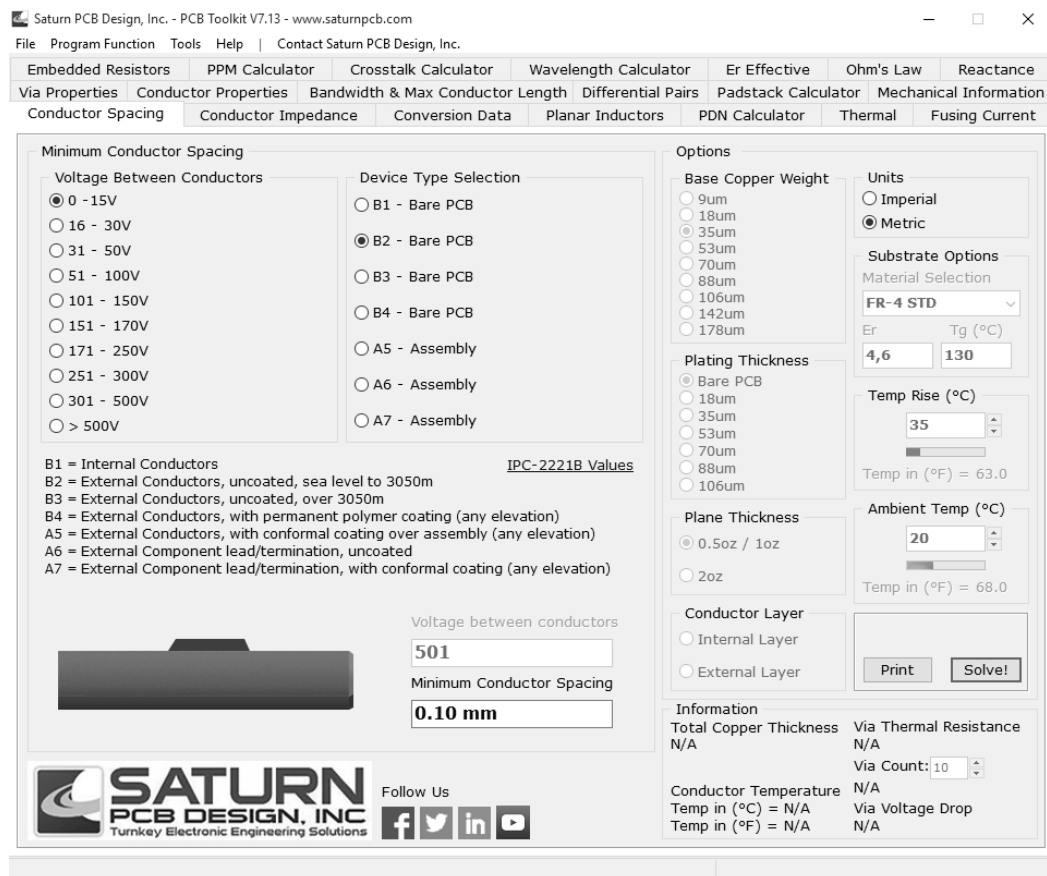 Saturn PCB Design, Inc. - PCB Toolkit V7.13 - www.saturnpcb.com
File Program Function Tools Help | Contact Saturn PCB Design, Inc.
Embedded Resistors PPM Calculator Crosstalk Calculator Wavelength Calculator Er Effective Ohm's Law Reactance
Via Properties Conductor Properties Bandwidth & Max Conductor Length Differential Pairs Padstack Calculator Mechanical Information
Conductor Spacing Conductor Impedance Conversion Data Planar Inductors PDN Calculator Thermal Fusing Current
Minimum Conductor Spacing
Voltage Between Conductors
0 -15V
16 - 30V
31 - 50V
51 - 100V
101 - 150V
151 - 170V
171 - 250V
251 - 300V
301 - 500V
> 500V
Device Type Selection
B1 - Bare PCB
B2 - Bare PCB
B3 - Bare PCB
B4 - Bare PCB
A5 - Assembly
A6 - Assembly
A7 - Assembly
IPC-2221B Values
B1 = Internal Conductors
B2 = External Conductors, uncoated, sea level to 3050m
B3 = External Conductors, uncoated, over 3050m
B4 = External Conductors, with permanent polymer coating (any elevation)
A5 = External Conductors, with conformal coating over assembly (any elevation)
A6 = External Component lead/termination, uncoated
A7 = External Component lead/termination, with conformal coating (any elevation)
Voltage between conductors
501
Minimum Conductor Spacing
0.10 mm
SATURN
PCB DESIGN, INC
Turnkey Electronic Engineering Solutions
Follow Us
f
in
Options
Base Copper Weight
9um
18um
35um
53um
70um
88um
106um
142um
178um
Plating Thickness
Bare PCB
18um
35um
53um
70um
88um
106um
Plane Thickness
0.5oz / 1oz
2oz
Conductor Layer
Internal Layer
External Layer
Units
Imperial
Metric
Substrate Options
Material Selection
FR-4 STD
Er Tg (°C)
4,6 130
Temp Rise (°C)
35
Temp in (°F) = 63.0
Ambient Temp (°C)
20
Temp in (°F) = 68.0
Print Solve!
Information
Total Copper Thickness
N/A
Conductor Temperature
Temp in (°C) = N/A
Temp in (°F) = N/A
Via Thermal Resistance
N/A
Via Count: 10
N/A
Via Voltage Drop
N/A